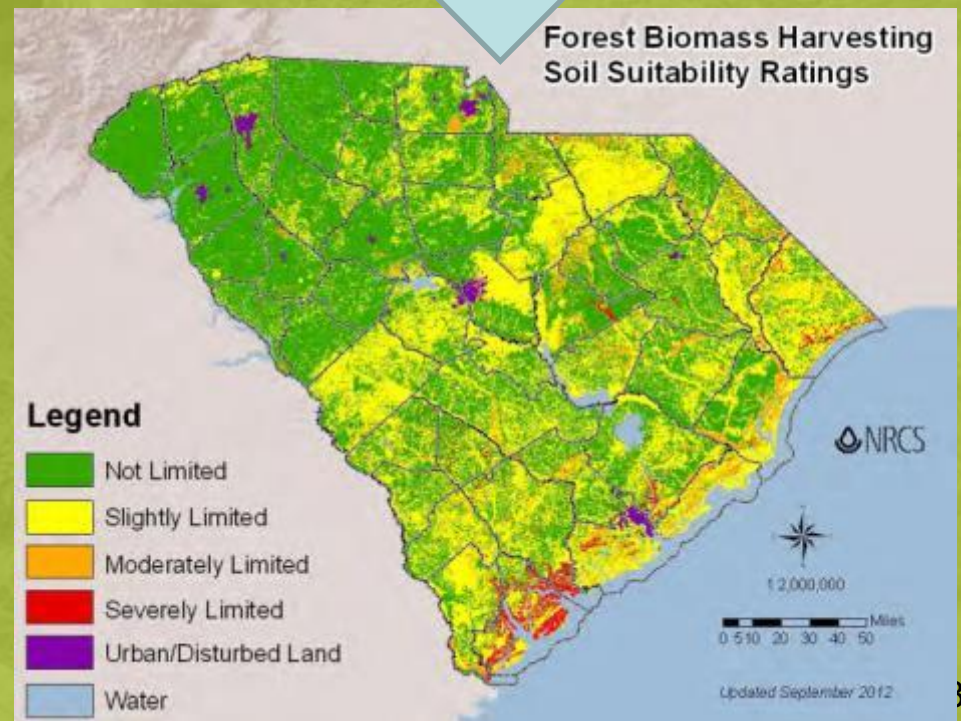 Forest Biomass Harvesting
Soil Suitability Ratings
Legend
Not Limited
Slightly Limited
Moderately Limited
Severely Limited
Urban/Disturbed Land
Water
NRCS
1:2,000,000
Miles
0 5 10 20 30 40 50
Updated September 2012